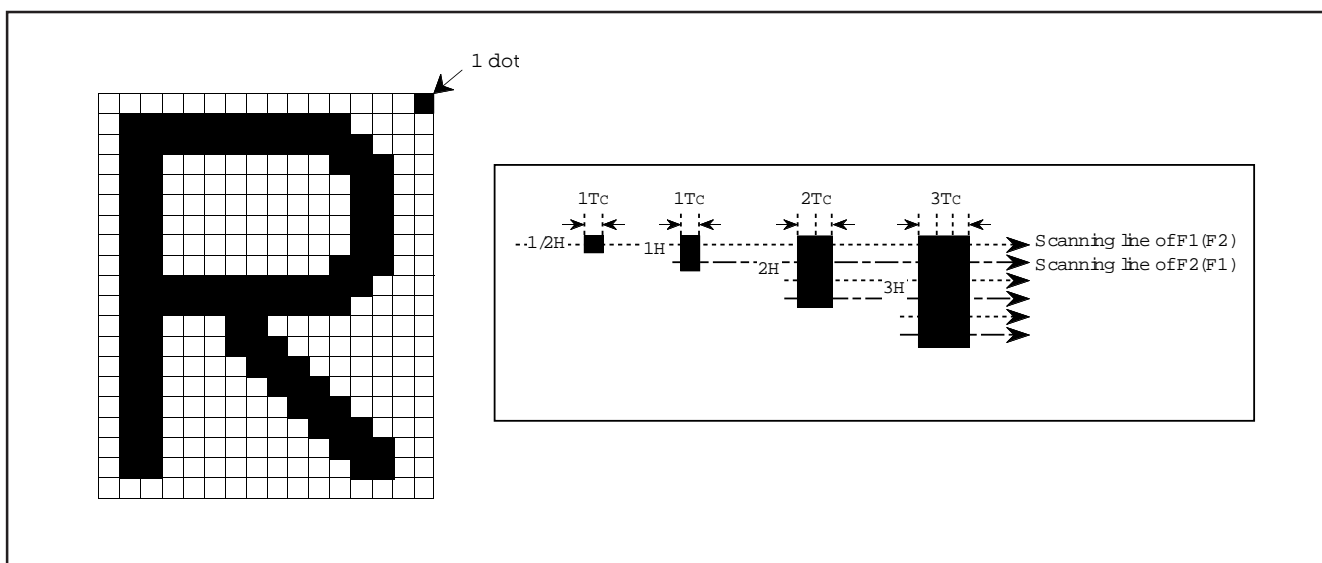 1 dot
1Tc 1Tc 2Tc 3Tc
1/2H 1H 2H 3H
Scanning line of F1(F2)
Scanning line of F2(F1)
R